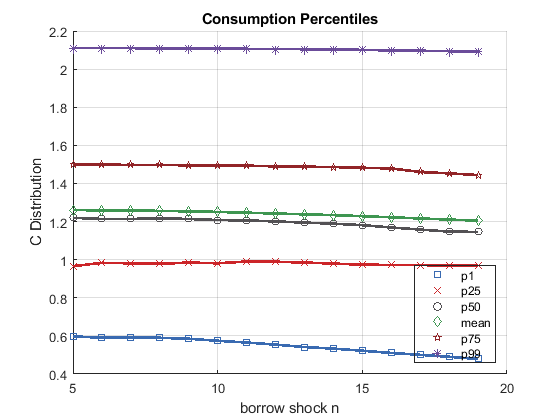 Consumption Percentiles
2.2
2
1.8
1.6
1.4
1.2
1
0.8
0.6
0.4
C Distribution
5
10
15
20
borrow shock n
p1
p25
p50
mean
p75
p99